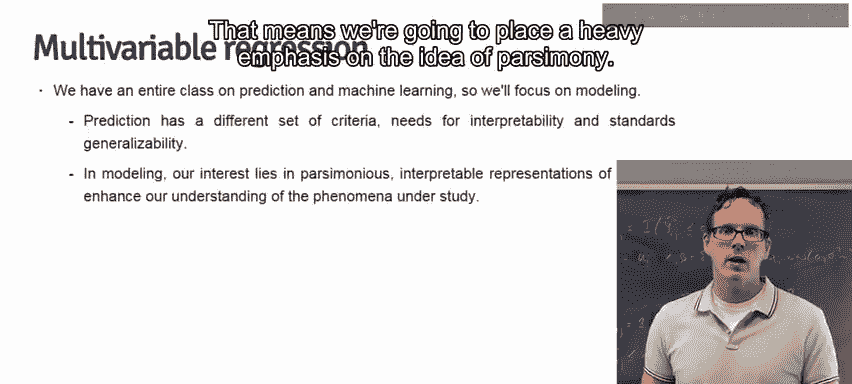 That means we're going to place a heavy
emphasis on the idea of parsimony.
Multivariable regression
· We have an entire class on prediction and machine learning, so we'll focus on modeling.
- Prediction has a different set of criteria, needs for interpretability and standards
generalizability.
- In modeling, our interest lies in parsimonious, interpretable representations of
enhance our understanding of the phenomena under study.